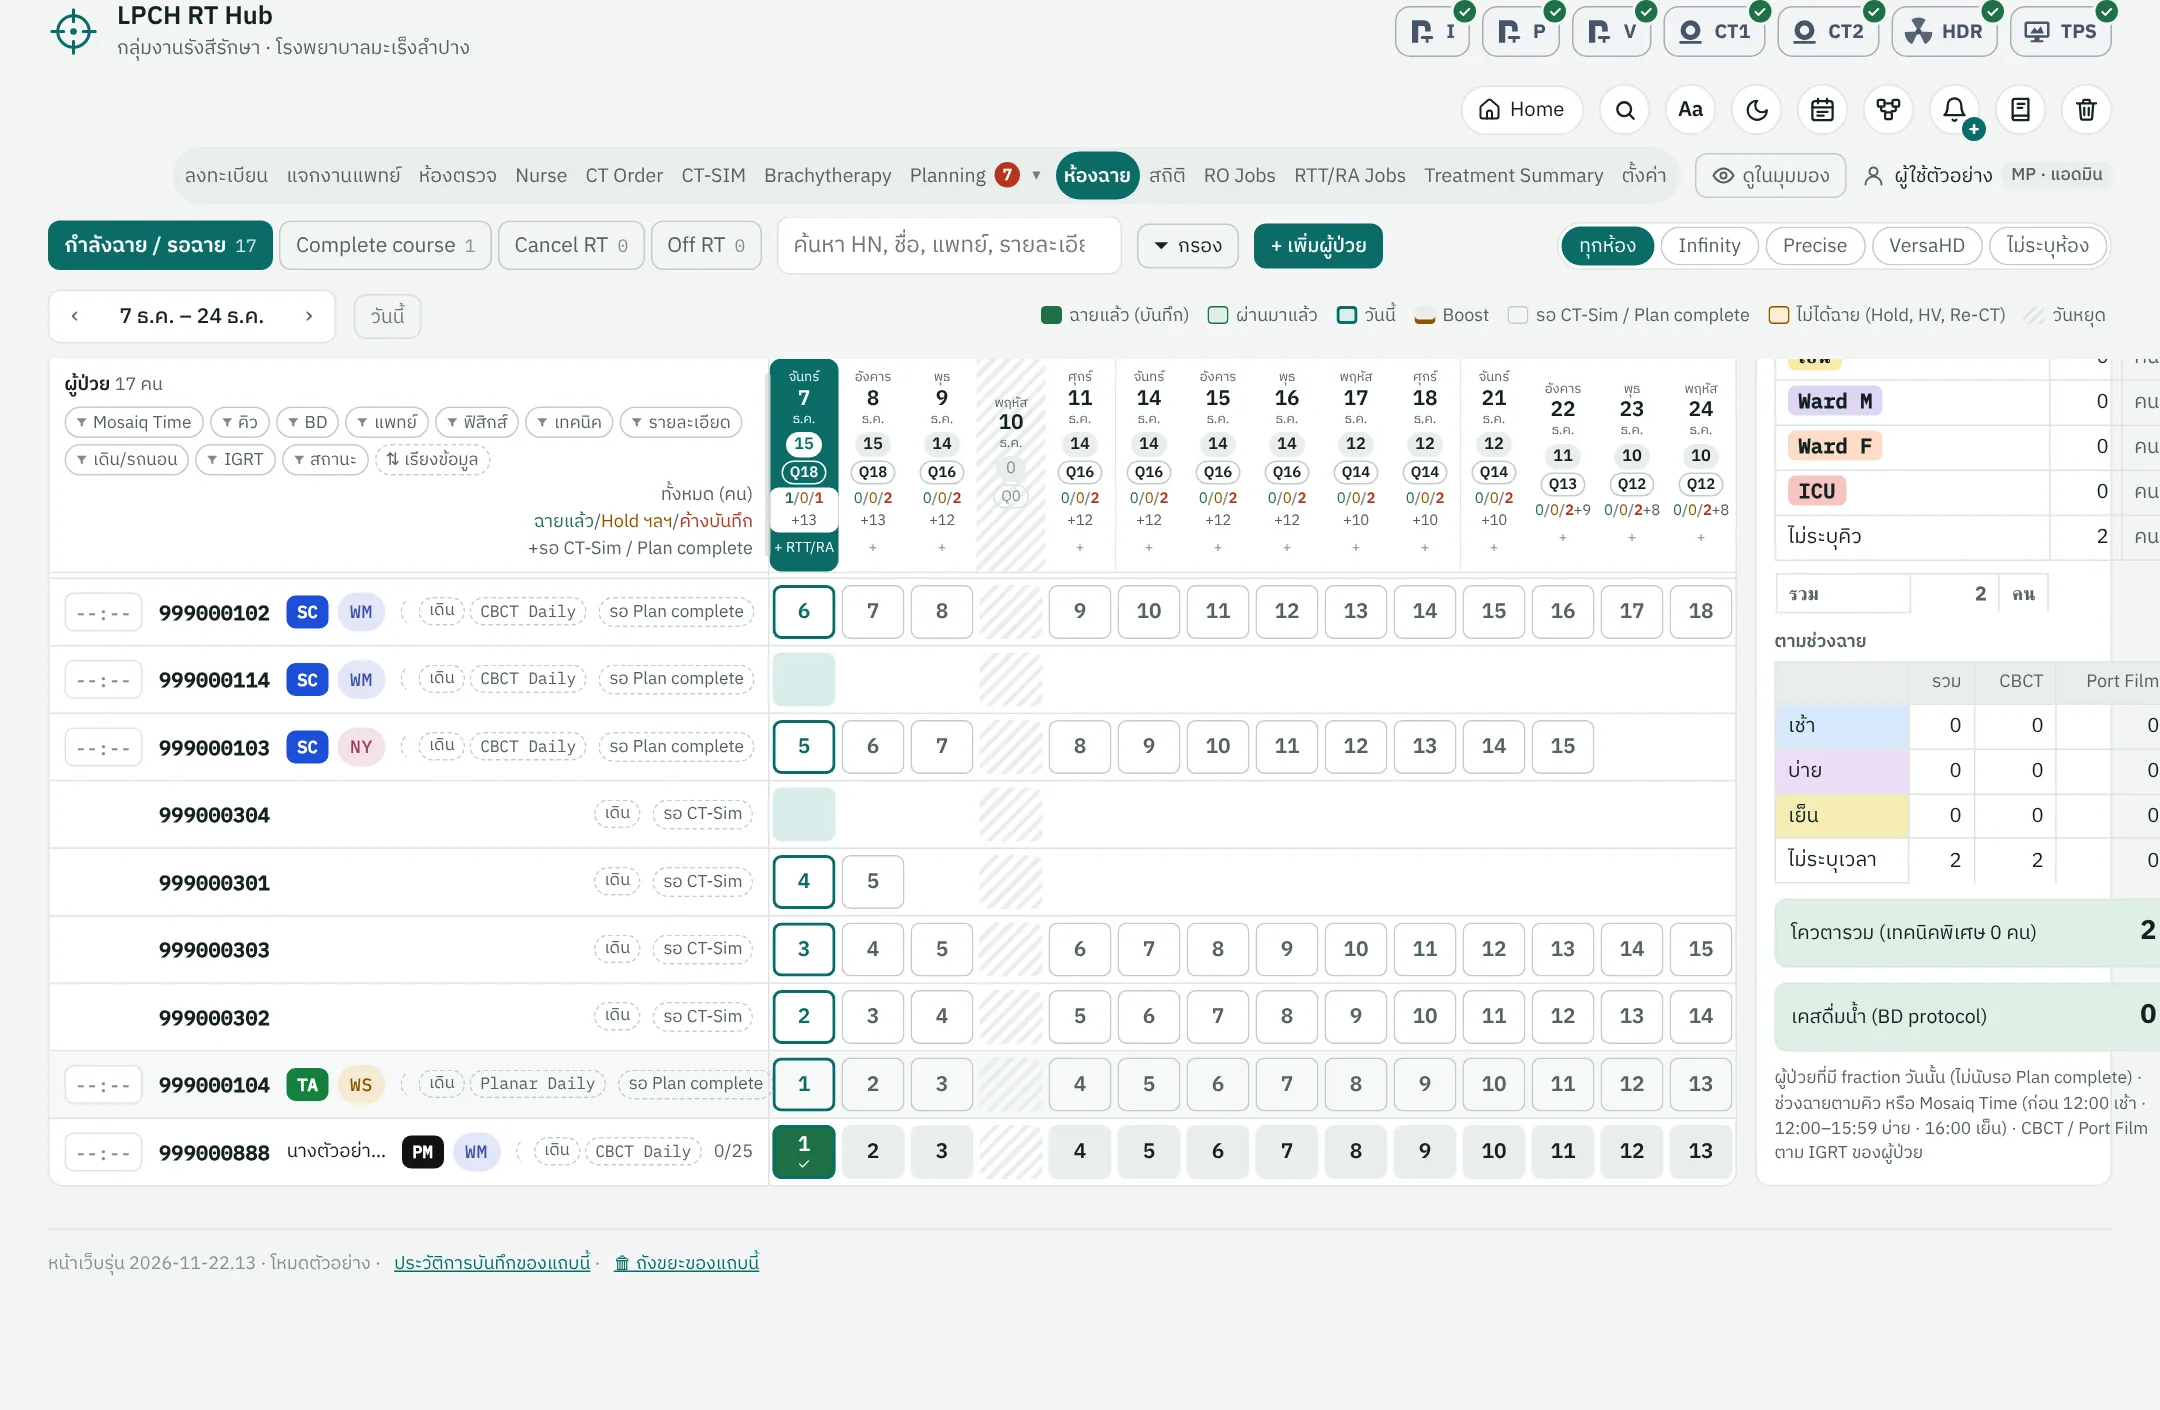 LPCH RT Hub
กลุ่มงานรังสีรักษา · โรงพยาบาลมะเร็งลำปาง
I P V CT1 CT2 HDR TPS
Home Aa
ลงทะเบียน แจกงานแพทย์ ห้องตรวจ Nurse CT Order CT-SIM Brachytherapy Planning 7 ▼ ห้องฉาย สถิติ RO Jobs RTT/RA Jobs Treatment Summary ตั้งค่า ดูในมุมมอง ผู้ใช้ตัวอย่าง MP · แอดมิน
กำลังฉาย / รอฉาย 17 Complete course 1 Cancel RT 0 Off RT 0 ค้นหา HN, ชื่อ, แพทย์, รายละเอีย ▼ กรอง + เพิ่มผู้ป่วย ทุกห้อง Infinity Precise VersaHD ไม่ระบุห้อง
‹ 7 ธ.ค. – 24 ธ.ค. › วันนี้ ฉายแล้ว (บันทึก) ผ่านมาแล้ว วันนี้ Boost รอ CT-Sim / Plan complete ไม่ได้ฉาย (Hold, HV, Re-CT) วันหยุด
ผู้ป่วย 17 คน
▼ Mosaiq Time ▼ คิว ▼ BD ▼ แพทย์ ▼ ฟิสิกส์ ▼ เทคนิค ▼ รายละเอียด
▼ เดิน/รถนอน ▼ IGRT ▼ สถานะ ⇅ เรียงข้อมูล
จันทร์ อังคาร พุธ พฤหัส ศุกร์ จันทร์ อังคาร พุธ พฤหัส ศุกร์ จันทร์ อังคาร พุธ พฤหัส
7 8 9 10 11 14 15 16 17 18 21 22 23 24
ธ.ค. ธ.ค. ธ.ค. ธ.ค. ธ.ค. ธ.ค. ธ.ค. ธ.ค. ธ.ค. ธ.ค. ธ.ค. ธ.ค. ธ.ค. ธ.ค.
ทั้งหมด (คน) 15 15 14 0 14 14 14 14 12 12 12 11 10 10
Q18 Q18 Q16 Q0 Q16 Q16 Q16 Q16 Q14 Q14 Q14 Q13 Q12 Q12
ฉายแล้ว/Hold ฯลฯ/ค้างบันทึก 1/0/1 0/0/2 0/0/2 0/0/2 0/0/2 0/0/2 0/0/2 0/0/2 0/0/2 0/0/2 0/0/2+9 0/0/2+8 0/0/2+8
+รอ CT-Sim / Plan complete +13 +13 +12 +12 +12 +12 +12 +10 +10 +10
+ RTT/RA + + + + + + + + + + + +
--:-- 999000102 SC WM เดิน CBCT Daily รอ Plan complete 6 7 8 9 10 11 12 13 14 15 16 17 18
--:-- 999000114 SC WM เดิน CBCT Daily รอ Plan complete
--:-- 999000103 SC NY เดิน CBCT Daily รอ Plan complete 5 6 7 8 9 10 11 12 13 14 15
999000304 เดิน รอ CT-Sim
999000301 เดิน รอ CT-Sim 4 5
999000303 เดิน รอ CT-Sim 3 4 5 6 7 8 9 10 11 12 13 14 15
999000302 เดิน รอ CT-Sim 2 3 4 5 6 7 8 9 10 11 12 13 14
--:-- 999000104 TA WS เดิน Planar Daily รอ Plan complete 1 2 3 4 5 6 7 8 9 10 11 12 13
--:-- 999000888 นางตัวอย่า... PM WM เดิน CBCT Daily 0/25 1 ✓ 2 3 4 5 6 7 8 9 10 11 12 13
Ward M 0 คน
Ward F 0 คน
ICU 0 คน
ไม่ระบุคิว 2 คน
รวม 2 คน
ตามช่วงฉาย
รวม CBCT Port Film
เช้า 0 0 0
บ่าย 0 0 0
เย็น 0 0 0
ไม่ระบุเวลา 2 2 0
โควตารวม (เทคนิคพิเศษ 0 คน) 2
เคสดื่มน้ำ (BD protocol) 0
ผู้ป่วยที่มี fraction วันนั้น (ไม่นับรอ Plan complete) ·
ช่วงฉายตามคิว หรือ Mosaiq Time (ก่อน 12:00 เช้า ·
12:00–15:59 บ่าย · 16:00 เย็น) · CBCT / Port Film
ตาม IGRT ของผู้ป่วย
หน้าเว็บรุ่น 2026-11-22.13 · โหมดตัวอย่าง · ประวัติการบันทึกของแถบนี้ · ถังขยะของแถบนี้